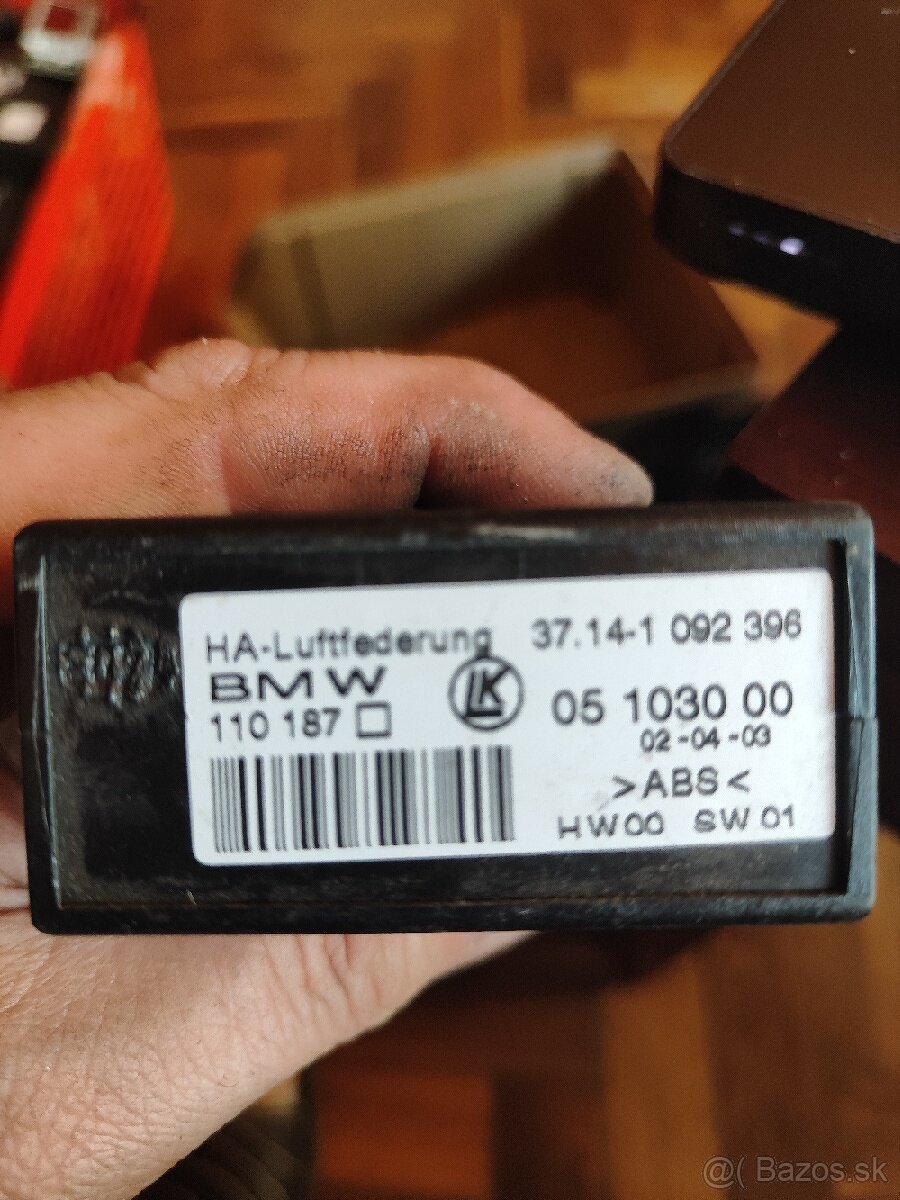 HA-Luftfederung 37.14-1 092 396
BMW LK 05 1030 00
110 187 02-04-03
>ABS<
HW00 SW01
@( Bazos.sk